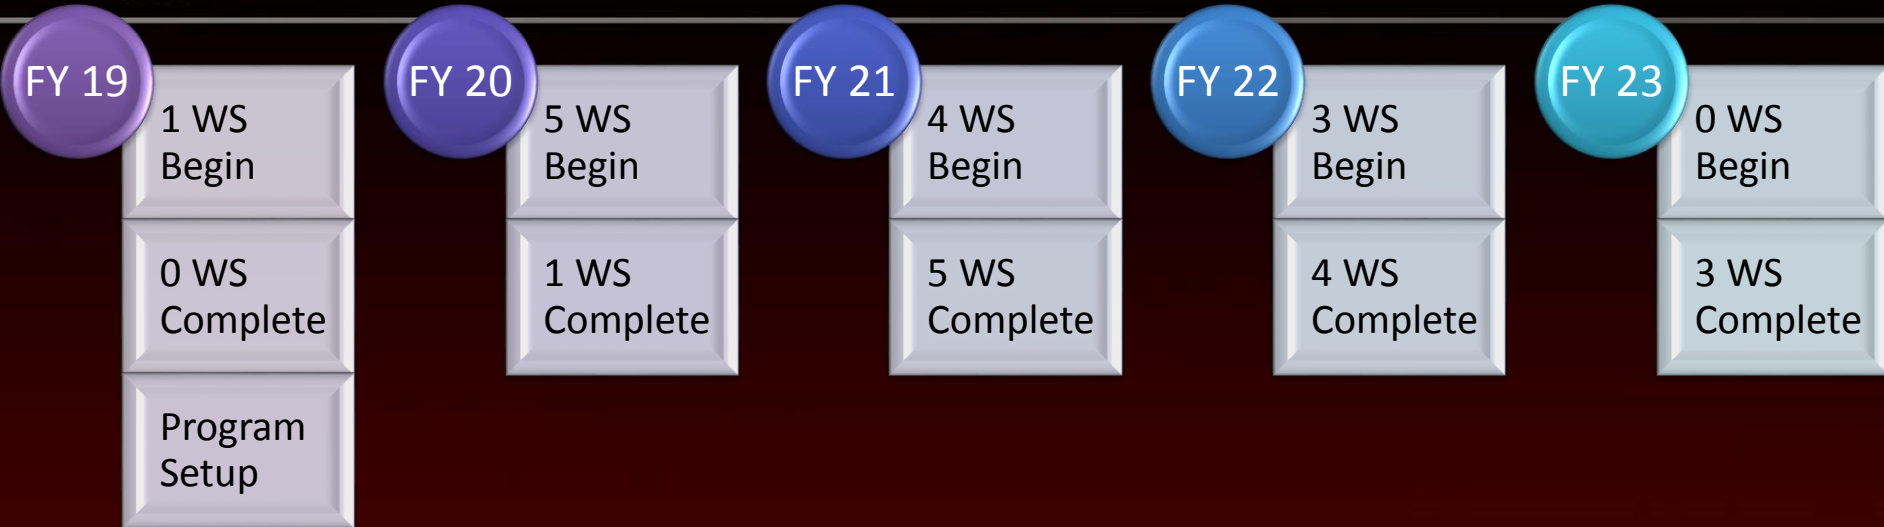 FY 19
1 WS
Begin
0 WS
Complete
Program
Setup
FY 20
5 WS
Begin
1 WS
Complete
FY 21
4 WS
Begin
5 WS
Complete
FY 22
3 WS
Begin
4 WS
Complete
FY 23
0 WS
Begin
3 WS
Complete